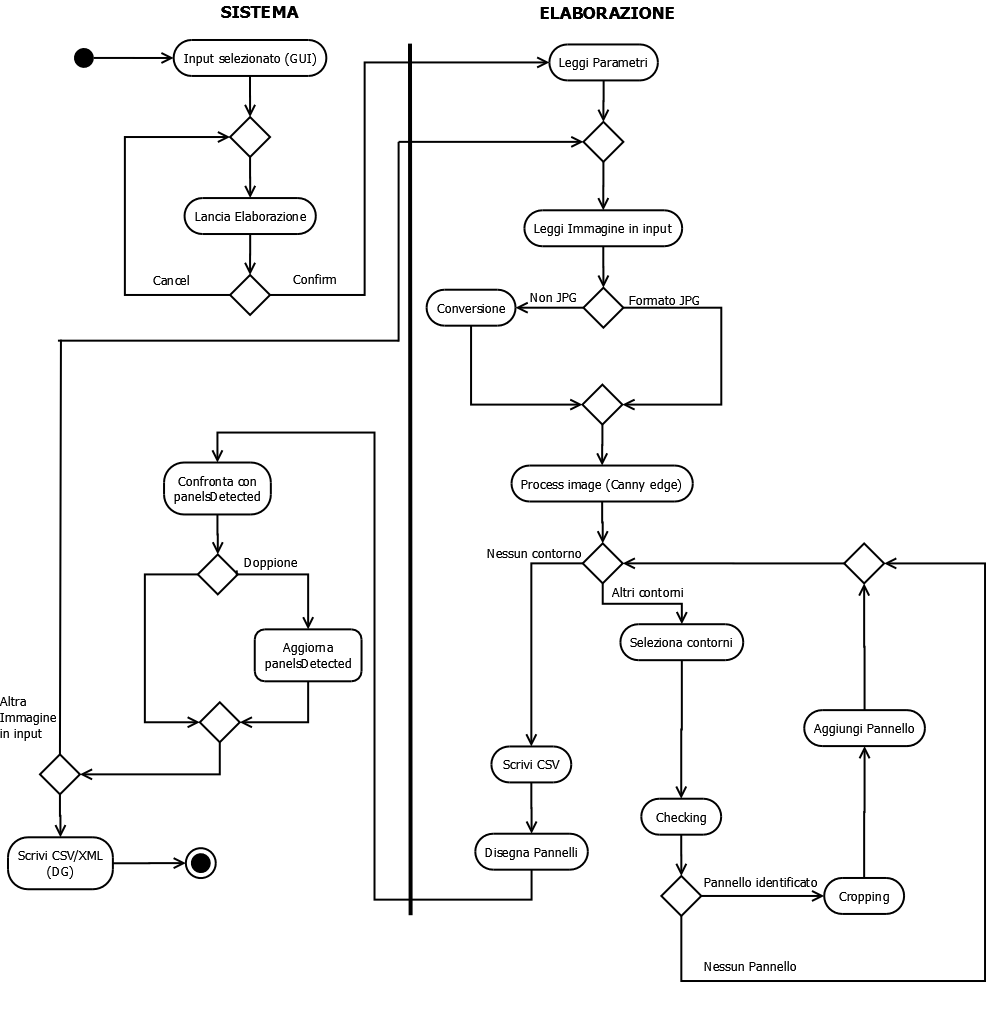 SISTEMA
ELABORAZIONE
Input selezionato (GUI)
Lancia Elaborazione
Cancel
Confirm
Leggi Parametri
Leggi Immagine in input
Non JPG
Formato JPG
Conversione
Process image (Canny edge)
Nessun contorno
Altri contorni
Seleziona contorni
Checking
Pannello identificato
Cropping
Aggiungi Pannello
Nessun Pannello
Scrivi CSV
Disegna Pannelli
Confronta con
panelsDetected
Doppione
Aggiorna
panelsDetected
Altra
Immagine
in input
Scrivi CSV/XML
(DG)